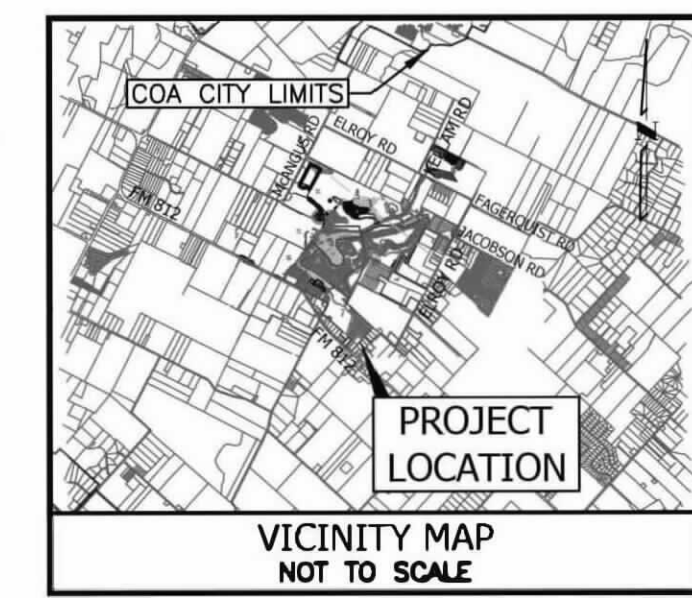 COA CITY LIMITS
ELROY RD
MCANGUS RD
KELLAM RD
FM 812
FAGERQUIST RD
JACOBSON RD
ELROY RD
FM 812
PROJECT
LOCATION
VICINITY MAP
NOT TO SCALE